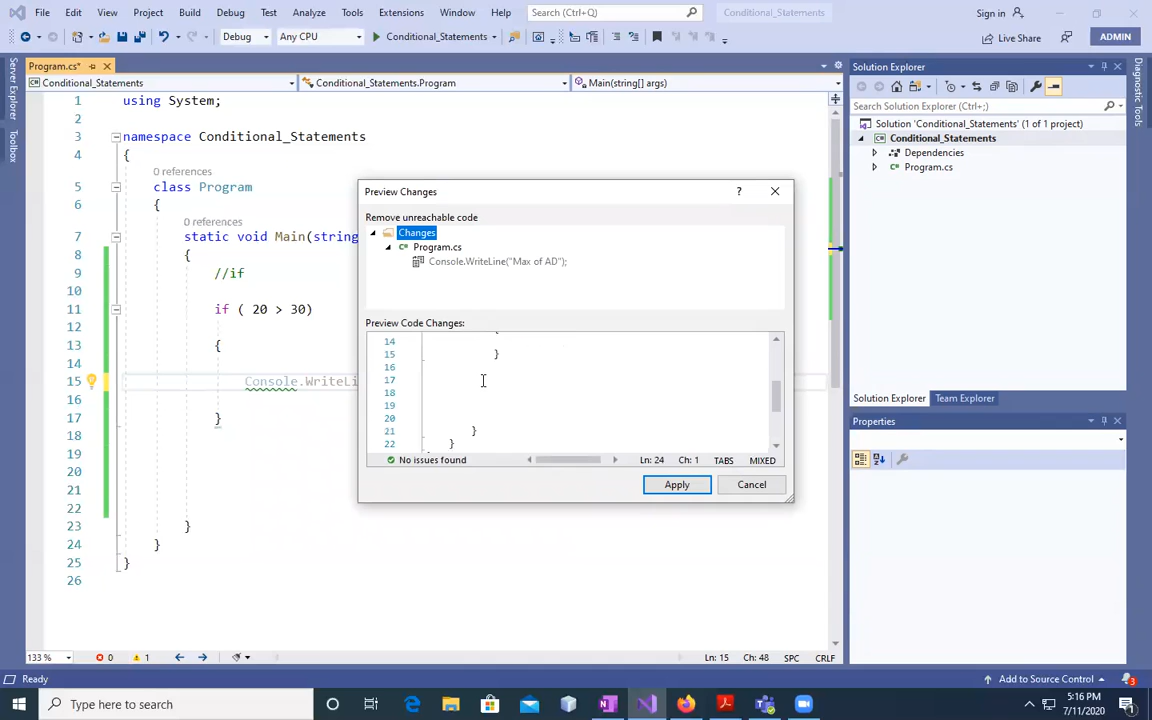 File Edit View Project Build Debug Test Analyze Tools Extensions Window Help Search (Ctrl+Q) Conditional_Statements Sign in
Debug Any CPU Conditional_Statements Live Share ADMIN
Program.cs* Solution Explorer
Conditional_Statements Conditional_Statements.Program Main(string[] args)
Server Explorer
Toolbox
Diagnostic Tools
Search Solution Explorer (Ctrl+;)
Solution 'Conditional_Statements' (1 of 1 project)
Conditional_Statements
Dependencies
Program.cs
1 using System;
2
3 namespace Conditional_Statements
4 {
0 references
5 class Program
6 {
0 references
7 static void Main(string
8 {
9 //if
10
11 if ( 20 > 30)
12
13 {
14
15 Console.WriteLi
16
17 }
18
19
20
21
22
23 }
24 }
25 }
26
Preview Changes ?
Remove unreachable code
Changes
Program.cs
Console.WriteLine("Max of AD");
Preview Code Changes:
14
15 }
16
17
18
19
20
21 }
22 }
No issues found Ln: 24 Ch: 1 TABS MIXED
Apply Cancel
Solution Explorer Team Explorer
Properties
133 % 0 1 Ln: 15 Ch: 48 SPC CRLF
Ready Add to Source Control 3
Type here to search
5:16 PM
7/11/2020
1